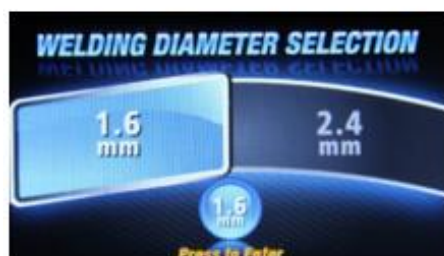 WELDING DIAMETER SELECTION
1.6
mm
2.4
mm
1.6
mm
Press to Enter